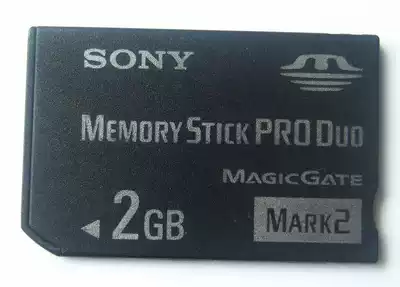 SONY
MEMORY STICK PRO DUO
MAGICGATE
◄ 2GB
MARK2